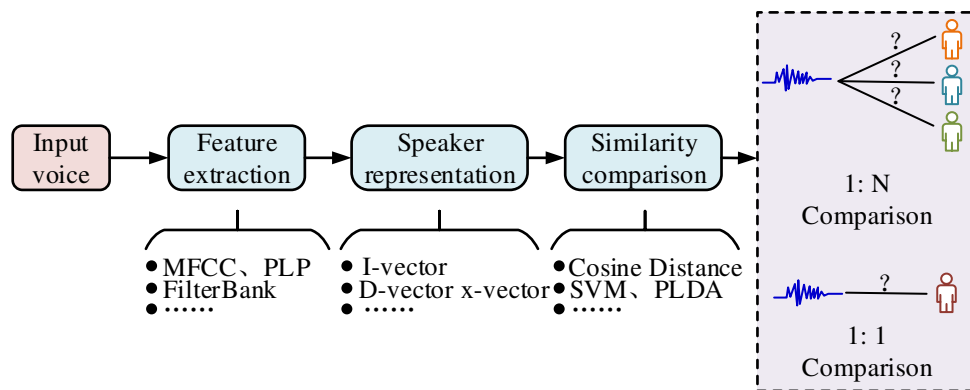 Input
voice
Feature
extraction
Speaker
representation
Similarity
comparison
● MFCC、PLP
● FilterBank
● ……
● I-vector
● D-vector x-vector
● ……
● Cosine Distance
● SVM、PLDA
● ……
?
?
?
1: N
Comparison
?
1: 1
Comparison